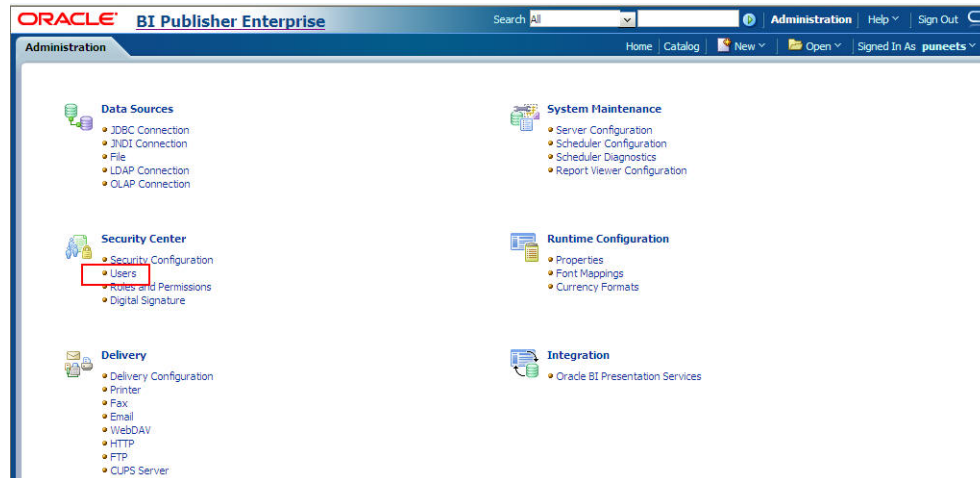 ORACLE BI Publisher Enterprise Search All Administration Help Sign Out
Administration Home Catalog New Open Signed In As puneets
Data Sources
JDBC Connection
JNDI Connection
File
LDAP Connection
OLAP Connection
System Maintenance
Server Configuration
Scheduler Configuration
Scheduler Diagnostics
Report Viewer Configuration
Security Center
Security Configuration
Users
Roles and Permissions
Digital Signature
Runtime Configuration
Properties
Font Mappings
Currency Formats
Delivery
Delivery Configuration
Printer
Fax
Email
WebDAV
HTTP
FTP
CUPS Server
Integration
Oracle BI Presentation Services